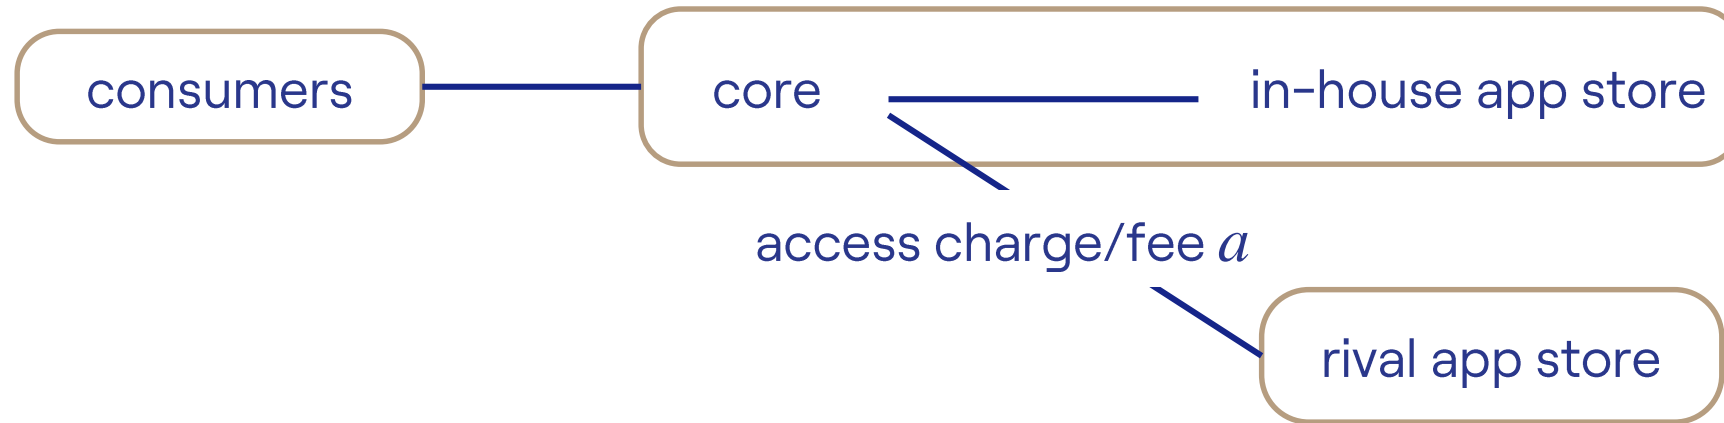 consumers
core
in-house app store
access charge/fee a
rival app store